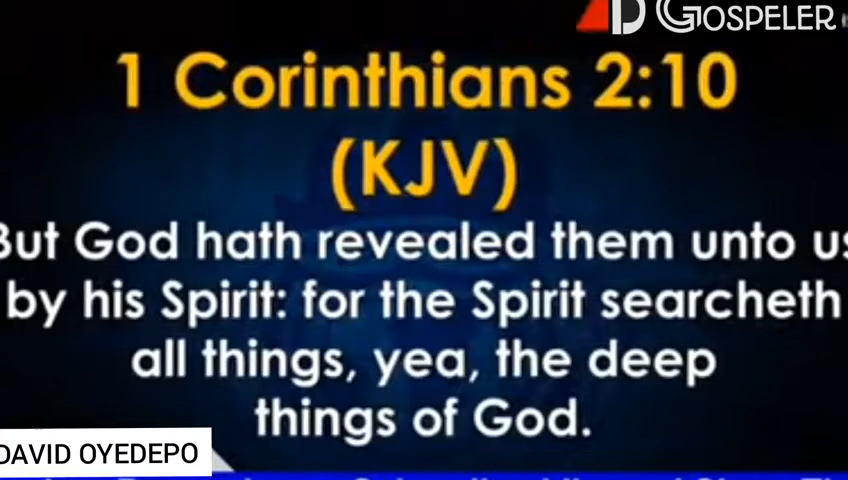 D GOSPELER
1 Corinthians 2:10
(KJV)
But God hath revealed them unto us
by his Spirit: for the Spirit searcheth
all things, yea, the deep
things of God.
DAVID OYEDEPO